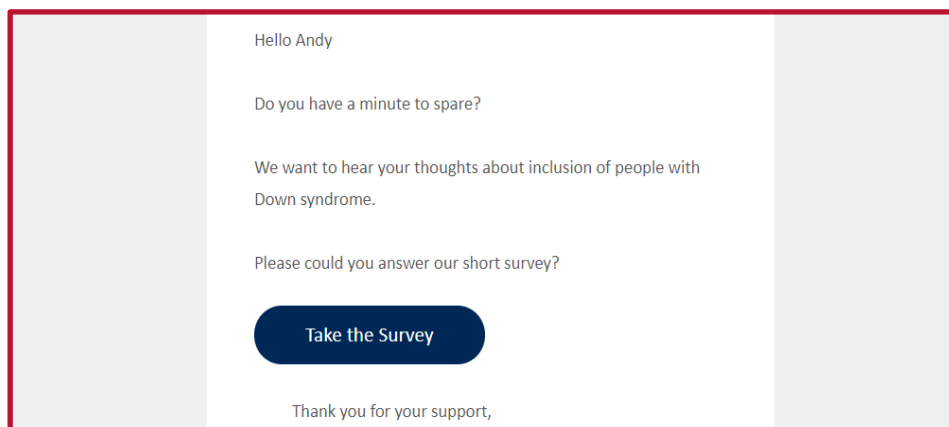 Hello Andy
Do you have a minute to spare?
We want to hear your thoughts about inclusion of people with
Down syndrome.
Please could you answer our short survey?
Take the Survey
Thank you for your support,